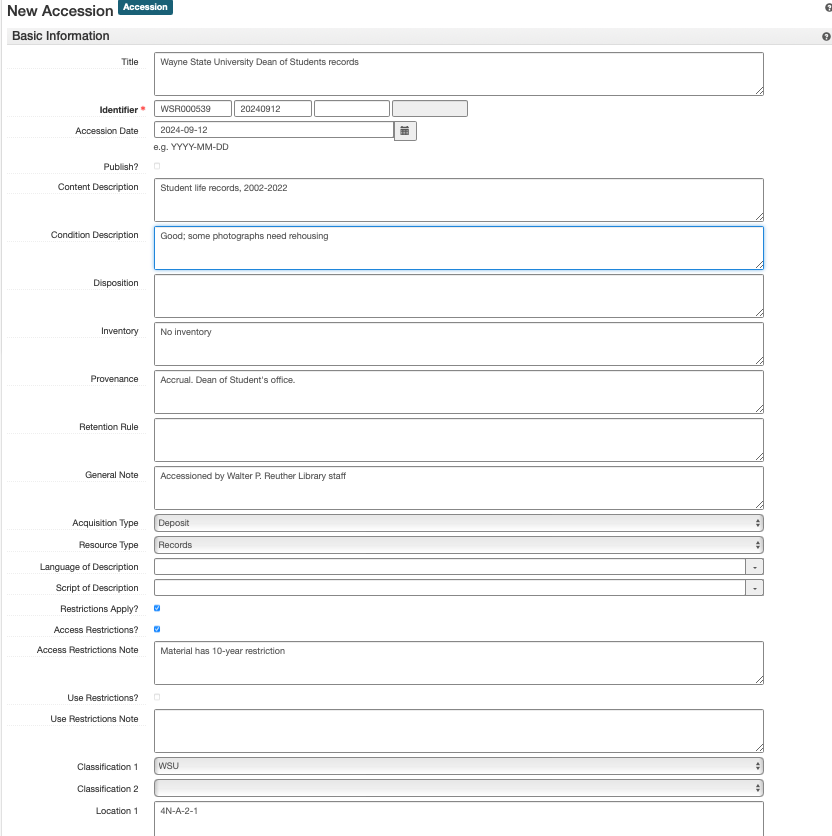 New Accession Accession
Basic Information
Title Wayne State University Dean of Students records
Identifier * WSR000539 20240912
Accession Date 2024-09-12
e.g. YYYY-MM-DD
Publish?
Content Description Student life records, 2002-2022
Condition Description Good; some photographs need rehousing
Disposition
Inventory No inventory
Provenance Accrual. Dean of Student's office.
Retention Rule
General Note Accessioned by Walter P. Reuther Library staff
Acquisition Type Deposit
Resource Type Records
Language of Description
Script of Description
Restrictions Apply?
Access Restrictions?
Access Restrictions Note Material has 10-year restriction
Use Restrictions?
Use Restrictions Note
Classification 1 WSU
Classification 2
Location 1 4N-A-2-1